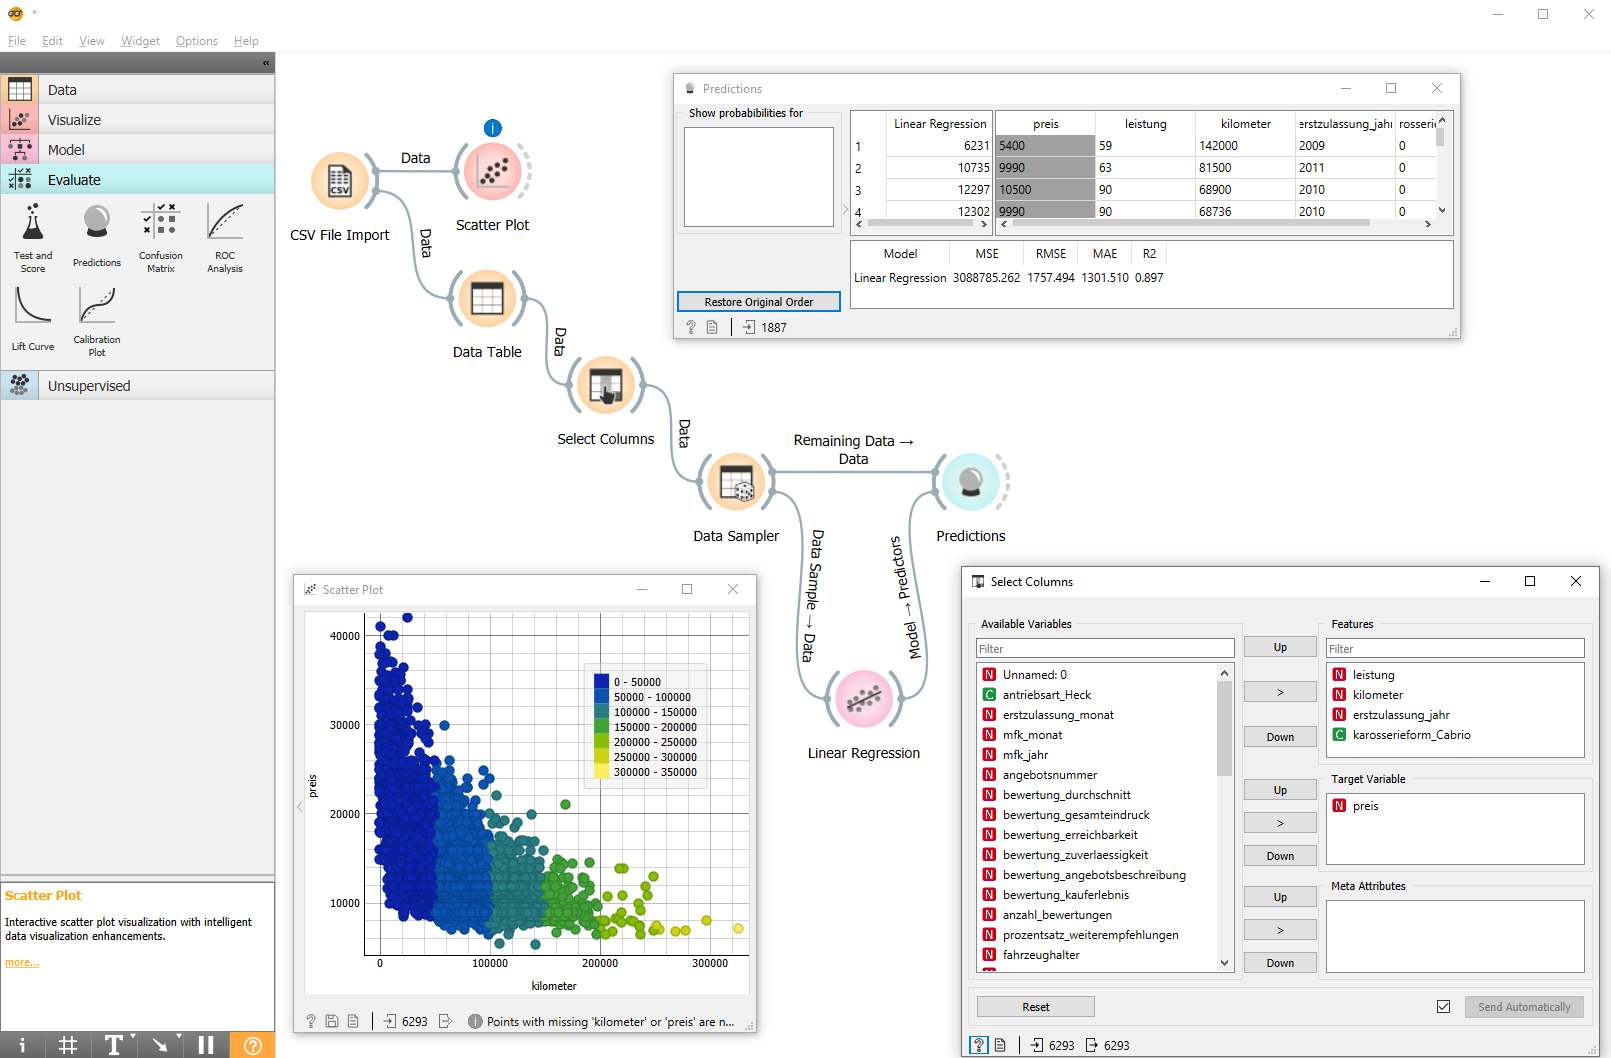 *
File Edit View Widget Options Help
«
Data
Visualize
Model
Evaluate
Test and Score
Predictions
Confusion Matrix
ROC Analysis
Lift Curve
Calibration Plot
Unsupervised
Scatter Plot
Interactive scatter plot visualization with intelligent
data visualization enhancements.
more...
CSV
CSV File Import
Data
i
Scatter Plot
Data
Data Table
Data
Select Columns
Data
Data Sampler
Remaining Data →
Data
Predictions
Data Sample → Data
Model → Predictors
Linear Regression
Predictions
Show probabilities for
Restore Original Order
? 1887
Linear Regression preis leistung kilometer erstzulassung_jahr
1 6231 5400 59 142000 2009 0
2 10735 9990 63 81500 2011 0
3 12297 10500 90 68900 2010 0
4 12302 9990 90 68736 2010 0
Model MSE RMSE MAE R2
Linear Regression 3088785.262 1757.494 1301.510 0.897
Scatter Plot
40000
30000
20000
10000
preis
0 100000 200000 300000
kilometer
0 - 50000
50000 - 100000
100000 - 150000
150000 - 200000
200000 - 250000
250000 - 300000
300000 - 350000
? 6293 i Points with missing 'kilometer' or 'preis' are n...
Select Columns
Available Variables
Filter
N Unnamed: 0
C antriebsart_Heck
N erstzulassung_monat
N mfk_monat
N mfk_jahr
N angebotsnummer
N bewertung_durchschnitt
N bewertung_gesamteindruck
N bewertung_erreichbarkeit
N bewertung_zuverlaessigkeit
N bewertung_angebotsbeschreibung
N bewertung_kauferlebnis
N anzahl_bewertungen
N prozentsatz_weiterempfehlungen
N fahrzeughalter
Up
>
Down
Up
>
Down
Up
>
Down
Features
Filter
N leistung
N kilometer
N erstzulassung_jahr
C karosserieform_Cabrio
Target Variable
N preis
Meta Attributes
Reset
Send Automatically
? 6293 6293
i # T ?